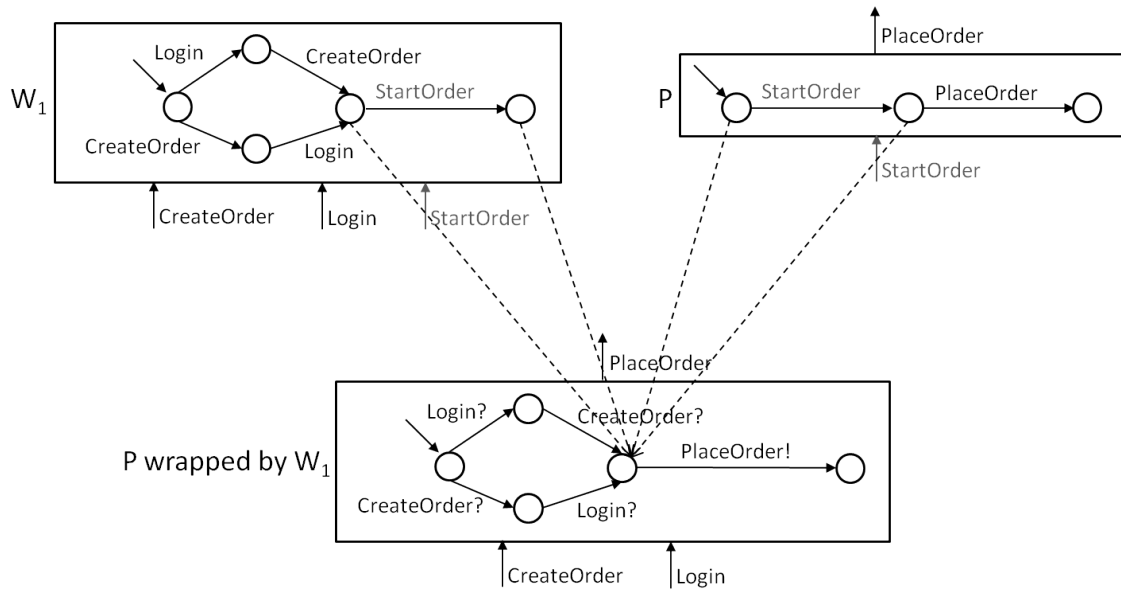 PlaceOrder
Login
CreateOrder
StartOrder
W1
CreateOrder
Login
CreateOrder
Login
StartOrder
P
StartOrder
PlaceOrder
StartOrder
PlaceOrder
Login?
CreateOrder?
PlaceOrder!
P wrapped by W1
CreateOrder?
Login?
CreateOrder
Login